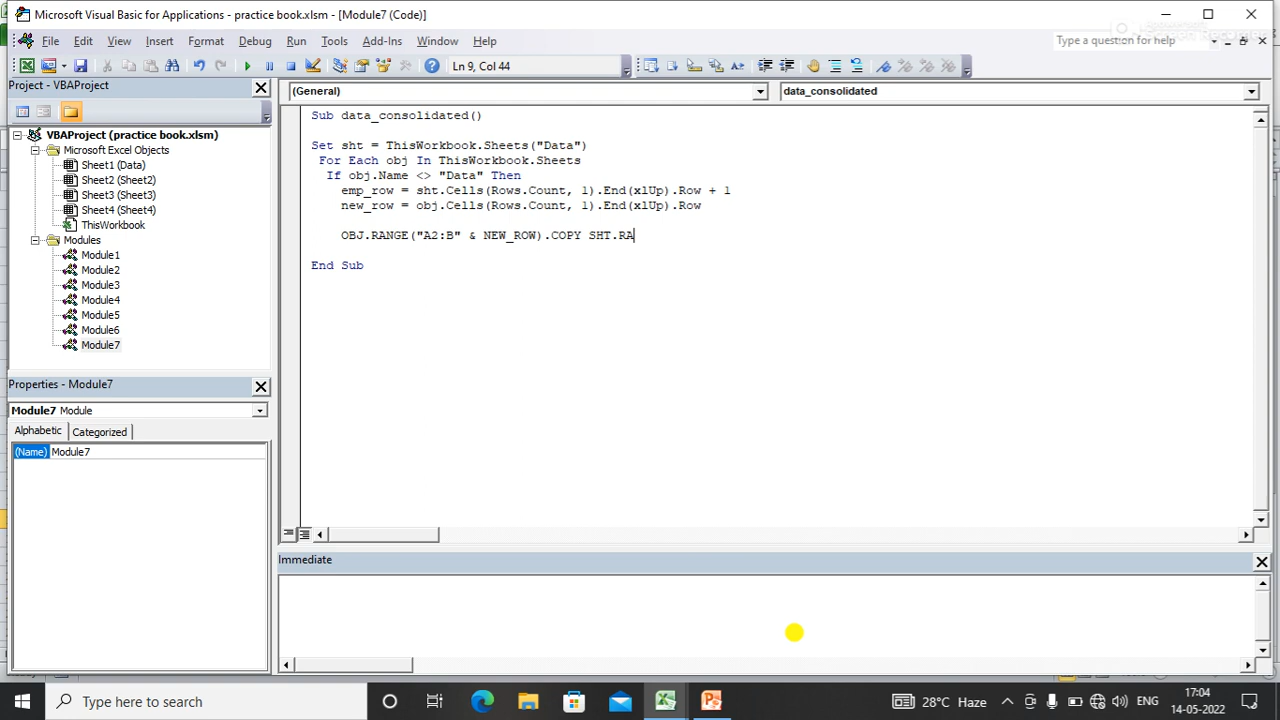 Microsoft Visual Basic for Applications - practice book.xlsm - [Module7 (Code)]
File Edit View Insert Format Debug Run Tools Add-Ins Window Help
Type a question for help
Ln 9, Col 44
Project - VBAProject
(General)
data_consolidated
VBAProject (practice book.xlsm)
Microsoft Excel Objects
Sheet1 (Data)
Sheet2 (Sheet2)
Sheet3 (Sheet3)
Sheet4 (Sheet4)
ThisWorkbook
Modules
Module1
Module2
Module3
Module4
Module5
Module6
Module7
Sub data_consolidated()
Set sht = ThisWorkbook.Sheets("Data")
For Each obj In ThisWorkbook.Sheets
If obj.Name <> "Data" Then
emp_row = sht.Cells(Rows.Count, 1).End(xlUp).Row + 1
new_row = obj.Cells(Rows.Count, 1).End(xlUp).Row
OBJ.RANGE("A2:B" & NEW_ROW).COPY SHT.RA
End Sub
Properties - Module7
Module7 Module
Alphabetic Categorized
(Name) Module7
Immediate
Type here to search
28°C Haze
ENG
17:04
14-05-2022